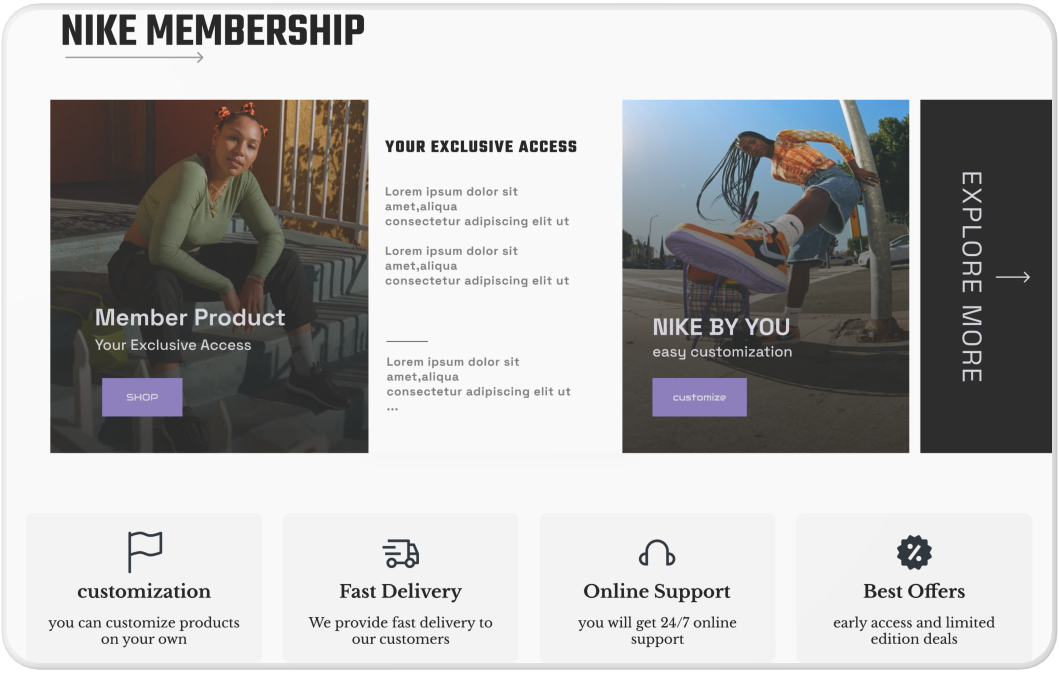 NIKE MEMBERSHIP
Member Product
Your Exclusive Access
SHOP
YOUR EXCLUSIVE ACCESS
Lorem ipsum dolor sit
amet,aliqua
consectetur adipiscing elit ut
Lorem ipsum dolor sit
amet,aliqua
consectetur adipiscing elit ut
Lorem ipsum dolor sit
amet,aliqua
consectetur adipiscing elit ut
...
NIKE BY YOU
easy customization
customize
EXPLORE MORE
customization
you can customize products
on your own
Fast Delivery
We provide fast delivery to
our customers
Online Support
you will get 24/7 online
support
Best Offers
early access and limited
edition deals